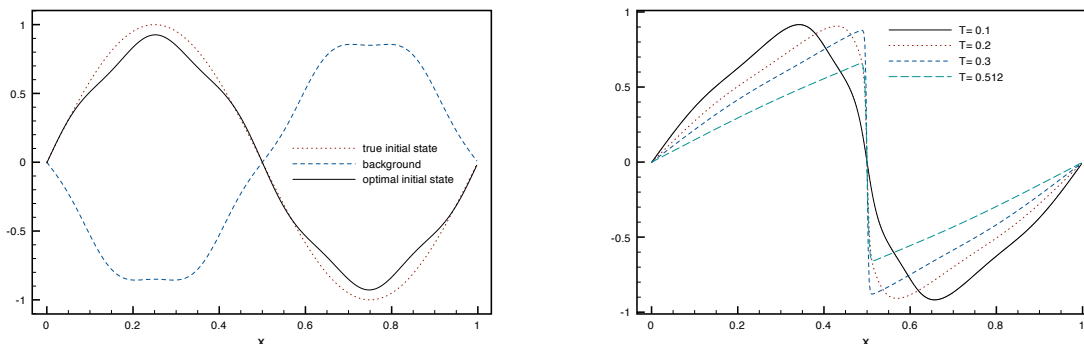 1
0.5
0
-0.5
-1
0
0.2
0.4
0.6
0.8
1
X
true initial state
background
optimal initial state
1
0.5
0
-0.5
-1
0
0.2
0.4
0.6
0.8
1
X
T= 0.1
T= 0.2
T= 0.3
T= 0.512